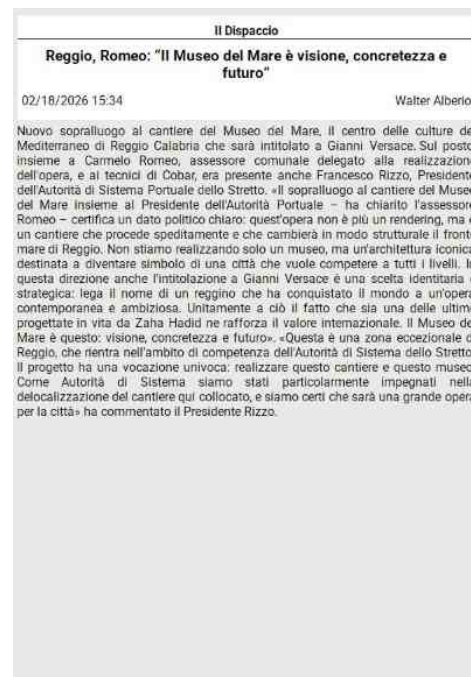 Il Dispaccio
Reggio, Romeo: “Il Museo del Mare è visione, concretezza e
futuro”
02/18/2026 15:34 Walter Alberio
Nuovo sopralluogo al cantiere del Museo del Mare, il centro delle culture del
Mediterraneo di Reggio Calabria che sarà intitolato a Gianni Versace. Sul posto
insieme a Carmelo Romeo, assessore comunale delegato alla realizzazione
dell'opera, e ai tecnici di Cobar, era presente anche Francesco Rizzo, Presidente
dell'Autorità di Sistema Portuale dello Stretto. «Il sopralluogo al cantiere del Museo
del Mare insieme al Presidente dell'Autorità Portuale – ha chiarito l'assessore
Romeo – certifica un dato politico chiaro: quest'opera non è più un rendering, ma è
un cantiere che procede speditamente e che cambierà in modo strutturale il fronte
mare di Reggio. Non stiamo realizzando solo un museo, ma un'architettura iconica
destinata a diventare simbolo di una città che vuole competere a tutti i livelli. In
questa direzione anche l'intitolazione a Gianni Versace è una scelta identitaria e
strategica: lega il nome di un reggino che ha conquistato il mondo a un'opera
contemporanea e ambiziosa. Unitamente a ciò il fatto che sia una delle ultime
progettate in vita da Zaha Hadid ne rafforza il valore internazionale. Il Museo del
Mare è questo: visione, concretezza e futuro». «Questa è una zona eccezionale di
Reggio, che rientra nell'ambito di competenza dell'Autorità di Sistema dello Stretto.
Il progetto ha una vocazione univoca: realizzare questo cantiere e questo museo.
Come Autorità di Sistema siamo stati particolarmente impegnati nella
delocalizzazione del cantiere qui collocato, e siamo certi che sarà una grande opera
per la città» ha commentato il Presidente Rizzo.